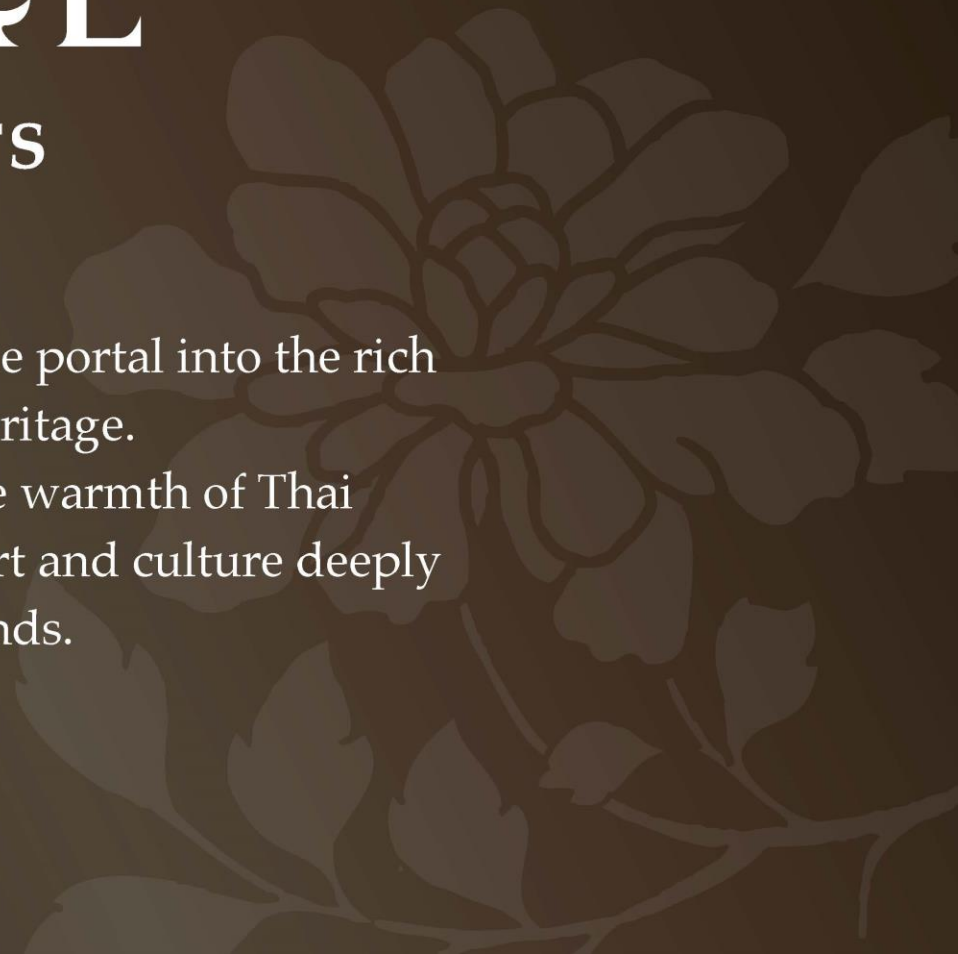 e portal into the rich
ritage.
e warmth of Thai
rt and culture deeply
nds.